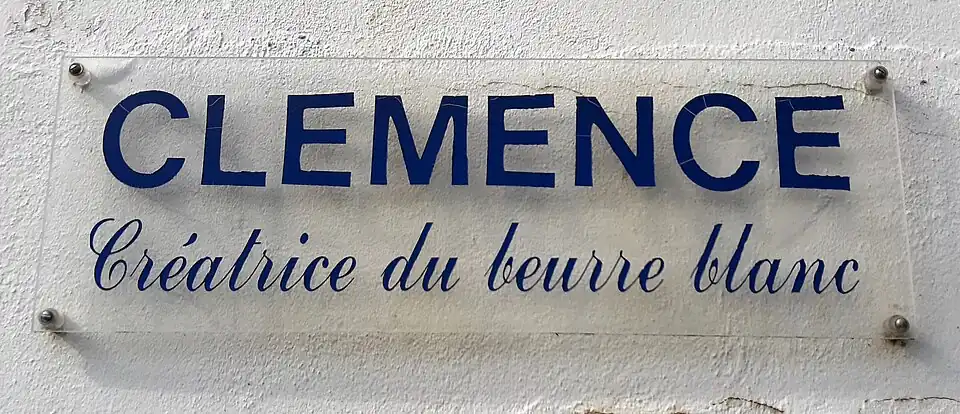 CLEMENCE
Créatrice du beurre blanc